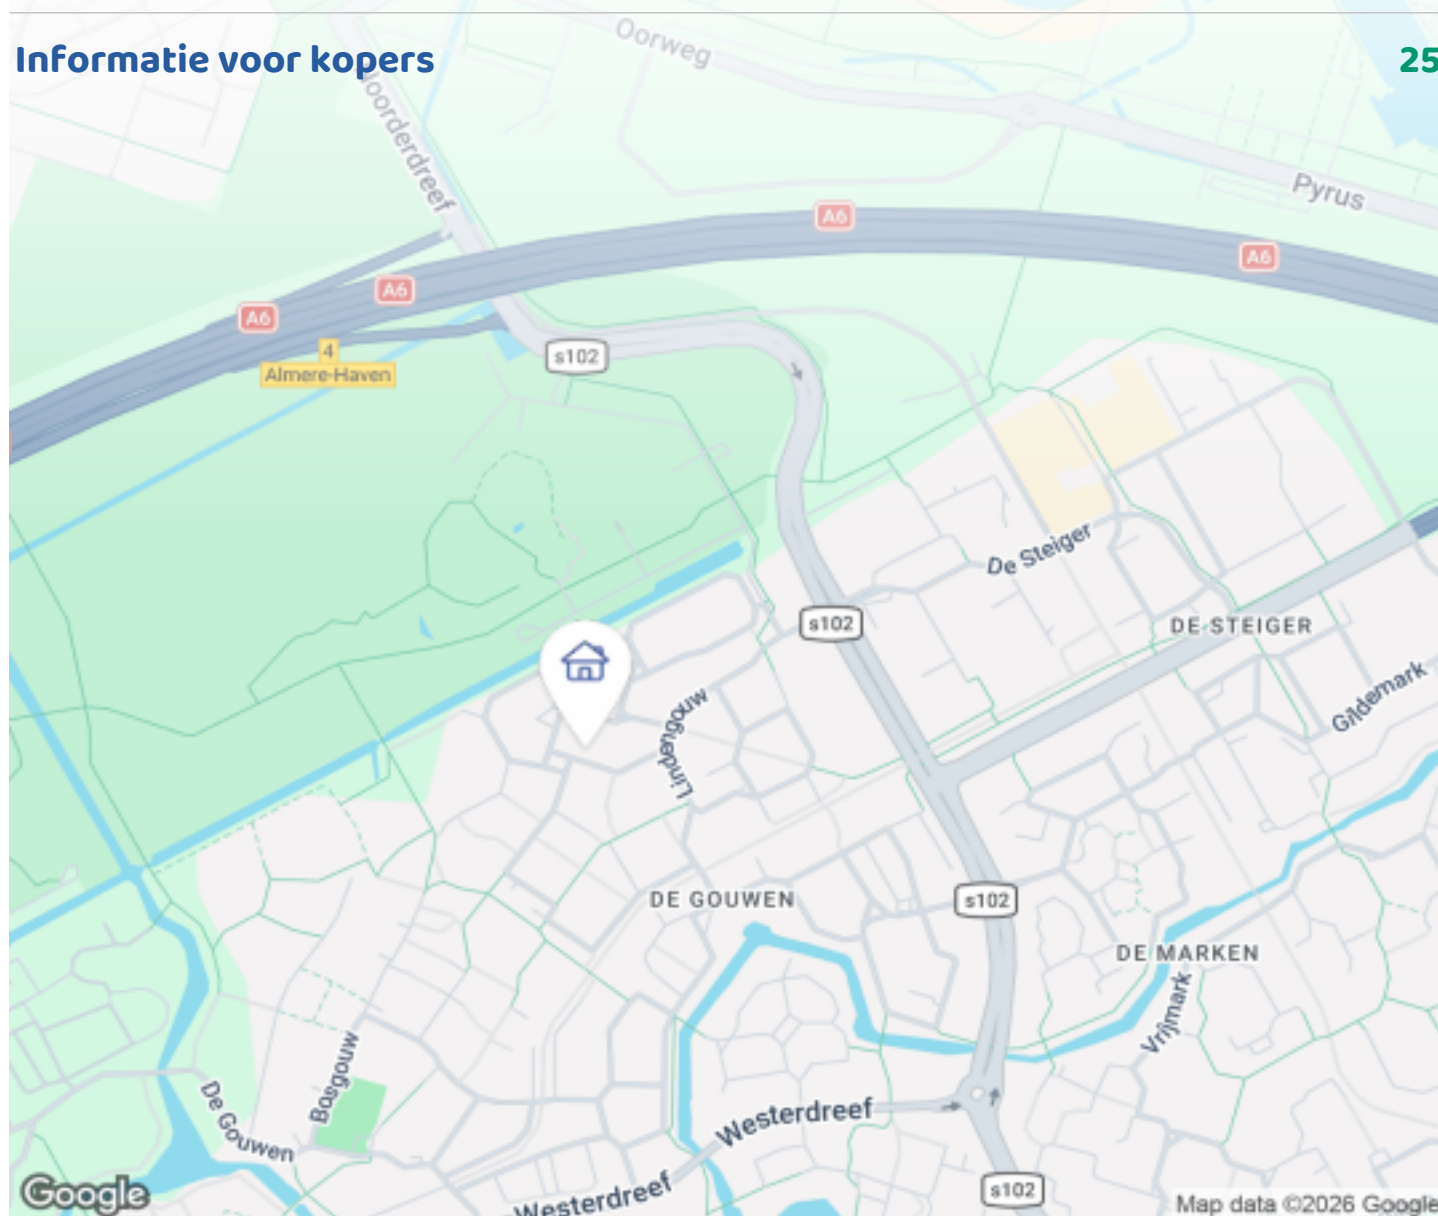 Informatie voor kopers
25
Oorweg
Noorderdreef
Pyrus
A6
A6
A6
A6
4
Almere-Haven
s102
De Steiger
s102
DE STEIGER
Gildemark
Lindengouw
DE GOUWEN
s102
DE MARKEN
Vrijmark
Bosgouw
De Gouwen
Westerdreef
Westerdreef
s102
Google
Map data ©2026 Google